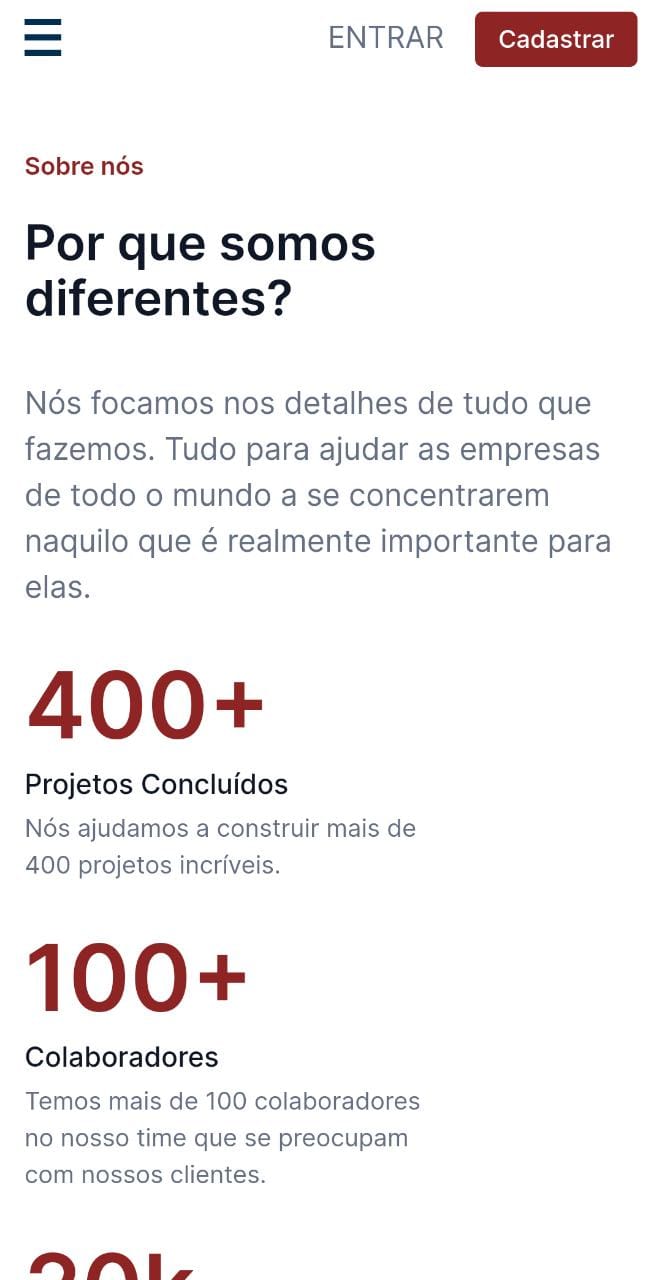 ENTRAR Cadastrar
Sobre nós
Por que somos
diferentes?
Nós focamos nos detalhes de tudo que
fazemos. Tudo para ajudar as empresas
de todo o mundo a se concentrarem
naquilo que é realmente importante para
elas.
400+
Projetos Concluídos
Nós ajudamos a construir mais de
400 projetos incríveis.
100+
Colaboradores
Temos mais de 100 colaboradores
no nosso time que se preocupam
com nossos clientes.